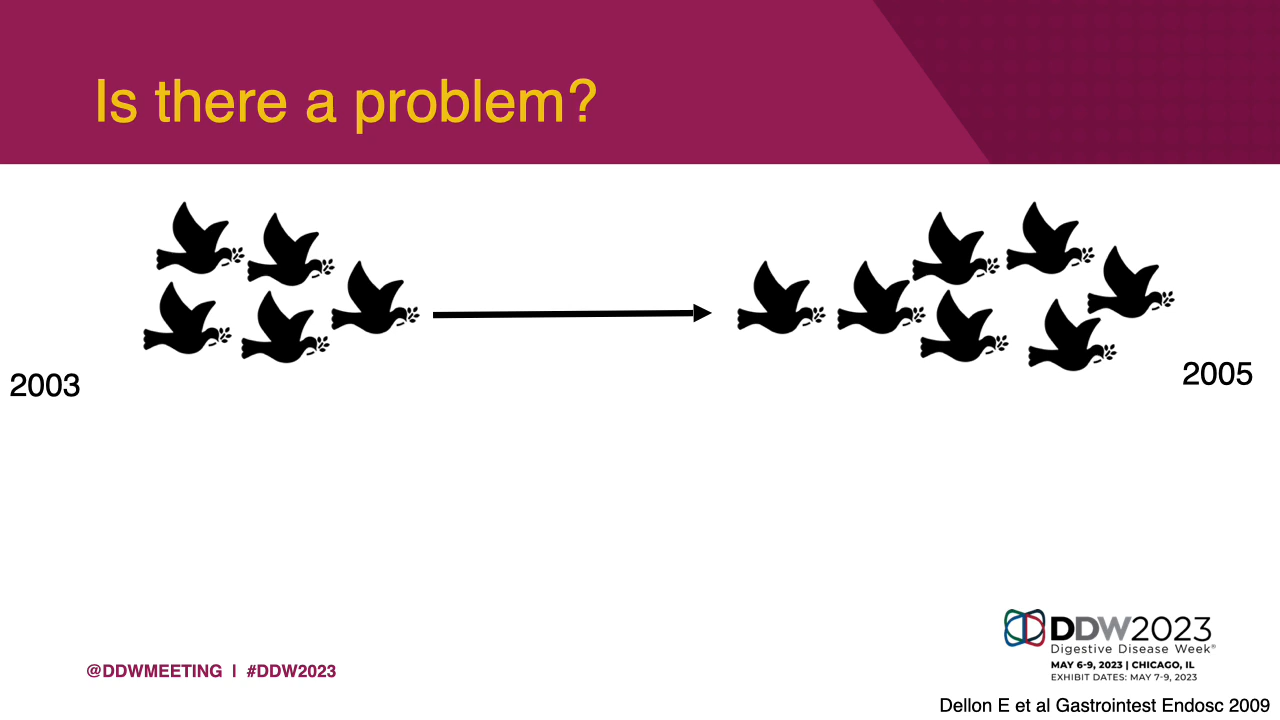 Is there a problem?
2003
2005
DDW2023
Digestive Disease Week®
MAY 6-9, 2023 | CHICAGO, IL
EXHIBIT DATES: MAY 7-9, 2023
@DDWMEETING | #DDW2023
Dellon E et al Gastrointest Endosc 2009